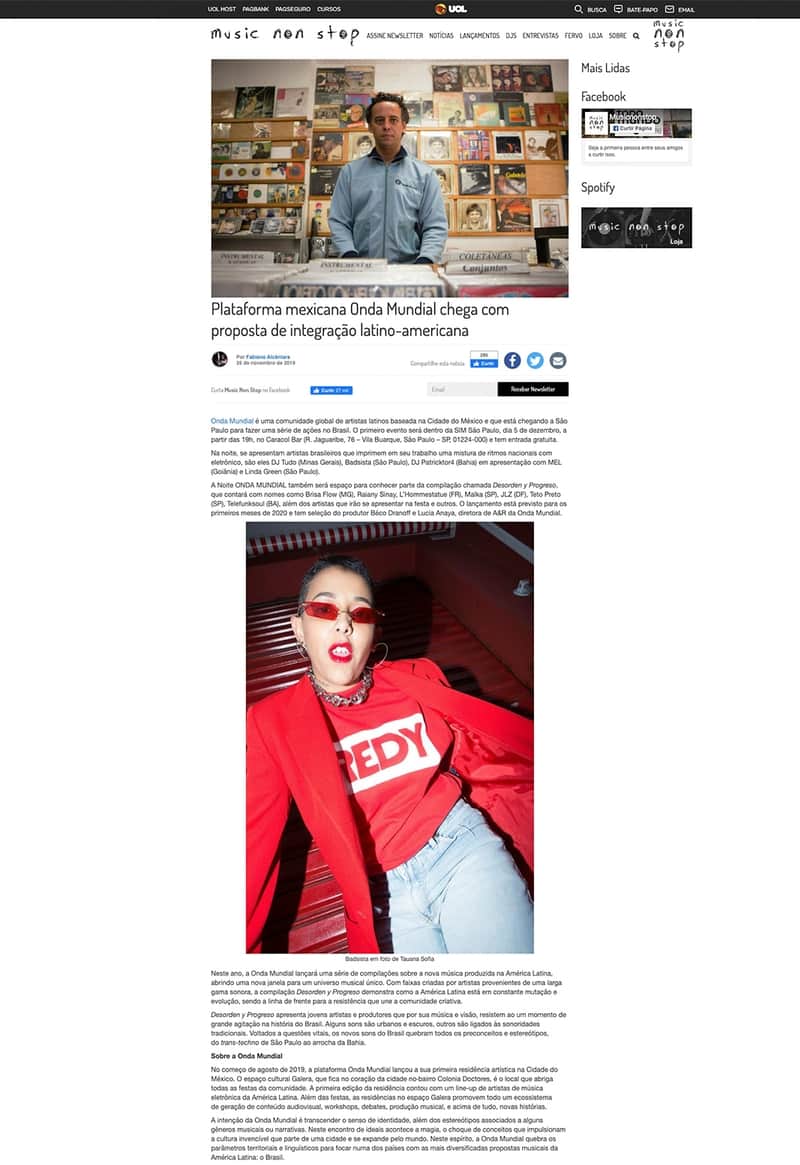 UOL HOST PAGBANK PAGSEGURO CURSOS
UOL
BUSCA BATE-PAPO EMAIL
music non stop
ASSINE NEWSLETTER NOTÍCIAS LANÇAMENTOS DJS ENTREVISTAS FERVO LOJA SOBRE
music
non
stop
Mais Lidas
Facebook
Musicnonstop
Curtir Página
Seja a primeira pessoa entre seus amigos
a curtir isso.
Spotify
music non stop
Loja
INSTRUMENTAL
INSTRUMENTAL
COLETÂNEAS
Conjuntos
Plataforma mexicana Onda Mundial chega com
proposta de integração latino-americana
Por Fabiano Alcântara
26 de novembro de 2019
Compartilhe esta notícia
Curtir
Curta Music Non Stop no Facebook
Curtir 27 mil
Email
Receber Newsletter
Onda Mundial é uma comunidade global de artistas latinos baseada na Cidade do México e que está chegando a São
Paulo para fazer uma série de ações no Brasil. O primeiro evento será dentro da SIM São Paulo, dia 5 de dezembro, a
partir das 19h, no Caracol Bar (R. Jaguaribe, 76 – Vila Buarque, São Paulo – SP, 01224-000) e tem entrada gratuita.
Na noite, se apresentam artistas brasileiros que imprimem em seu trabalho uma mistura de ritmos nacionais com
eletrônico, são eles DJ Tudo (Minas Gerais), Badsista (São Paulo), DJ Patricktor4 (Bahia) em apresentação com MEL
(Goiânia) e Linda Green (São Paulo).
A Noite ONDA MUNDIAL também será espaço para conhecer parte da compilação chamada Desorden y Progreso,
que contará com nomes como Brisa Flow (MG), Raiany Sinay, L'Hommestatue (FR), Malka (SP), JLZ (DF), Teto Preto
(SP), Telefunksoul (BA), além dos artistas que irão se apresentar na festa e outros. O lançamento está previsto para os
primeiros meses de 2020 e tem seleção do produtor Béco Dranoff e Lucia Anaya, diretora de A&R da Onda Mundial.
REDY
Badsista em foto de Tauana Sofia
Neste ano, a Onda Mundial lançará uma série de compilações sobre a nova música produzida na América Latina,
abrindo uma nova janela para um universo musical único. Com faixas criadas por artistas provenientes de uma larga
gama sonora, a compilação Desorden y Progreso demonstra como a América Latina está em constante mutação e
evolução, sendo a linha de frente para a resistência que une a comunidade criativa.
Desorden y Progreso apresenta jovens artistas e produtores que por sua música e visão, resistem ao um momento de
grande agitação na história do Brasil. Alguns sons são urbanos e escuros, outros são ligados às sonoridades
tradicionais. Voltados a questões vitais, os novos sons do Brasil quebram todos os preconceitos e estereótipos,
do trans-techno de São Paulo ao arrocha da Bahia.
Sobre a Onda Mundial
No começo de agosto de 2019, a plataforma Onda Mundial lançou a sua primeira residência artística na Cidade do
México. O espaço cultural Galera, que fica no coração da cidade no-bairro Colonia Doctores, é o local que abriga
todas as festas da comunidade. A primeira edição da residência contou com um line-up de artistas de música
eletrônica da América Latina. Além das festas, as residências no espaço Galera promovem todo um ecossistema
de geração de conteúdo audiovisual, workshops, debates, produção musical, e acima de tudo, novas histórias.
A intenção da Onda Mundial é transcender o senso de identidade, além dos estereótipos associados a alguns
gêneros musicais ou narrativas. Neste encontro de ideais acontece a magia, o choque de conceitos que impulsionam
a cultura invencível que parte de uma cidade e se expande pelo mundo. Neste espírito, a Onda Mundial quebra os
parâmetros territoriais e linguísticos para focar numa dos países com as mais diversificadas propostas musicais da
América Latina: o Brasil.